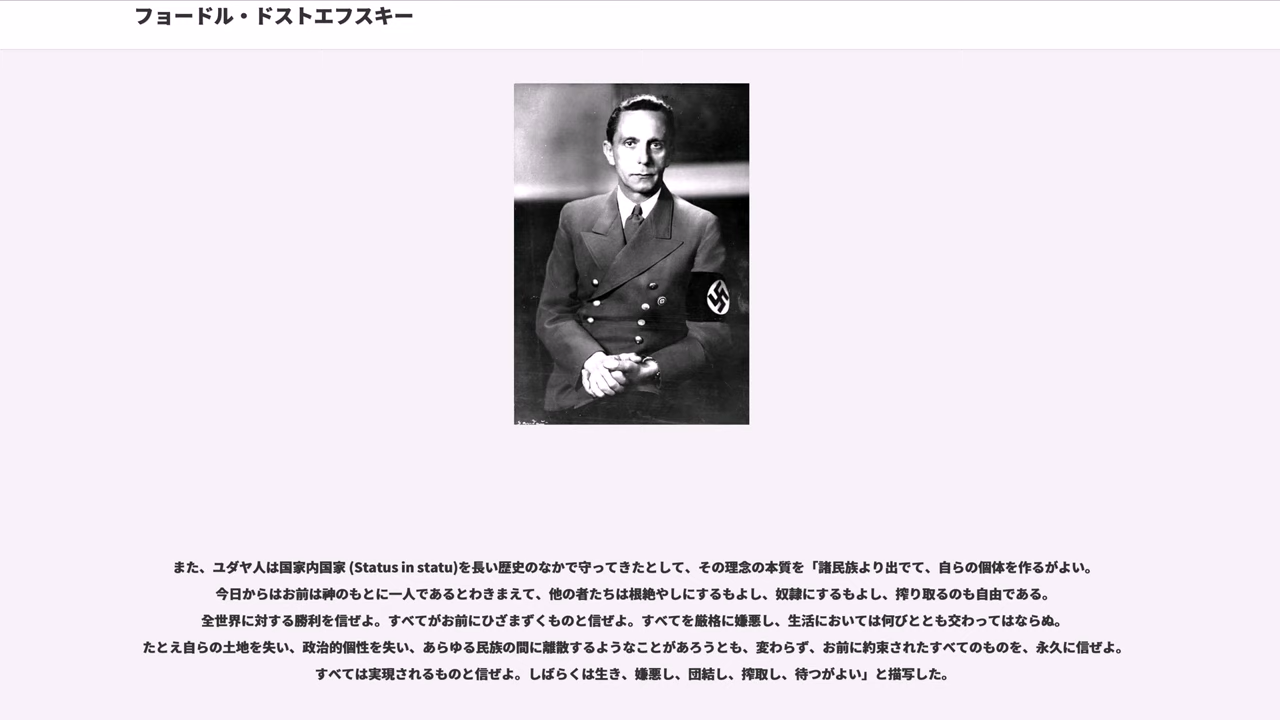 フョードル・ドストエフスキー
また、ユダヤ人は国家内国家 (Status in statu)を長い歴史のなかで守ってきたとして、その理念の本質を「諸民族より出でて、自らの個体を作るがよい。
今日からはお前は神のもとに一人であるとわきまえて、他の者たちは根絶やしにするもよし、奴隷にするもよし、搾り取るのも自由である。
全世界に対する勝利を信ぜよ。すべてがお前にひざまずくものと信ぜよ。すべてを厳格に嫌悪し、生活においては何びととも交わってはならぬ。
たとえ自らの土地を失い、政治的個性を失い、あらゆる民族の間に離散するようなことがあろうとも、変わらず、お前に約束されたすべてのものを、永久に信ぜよ。
すべては実現されるものと信ぜよ。しばらくは生き、嫌悪し、団結し、搾取し、待つがよい」と描写した。